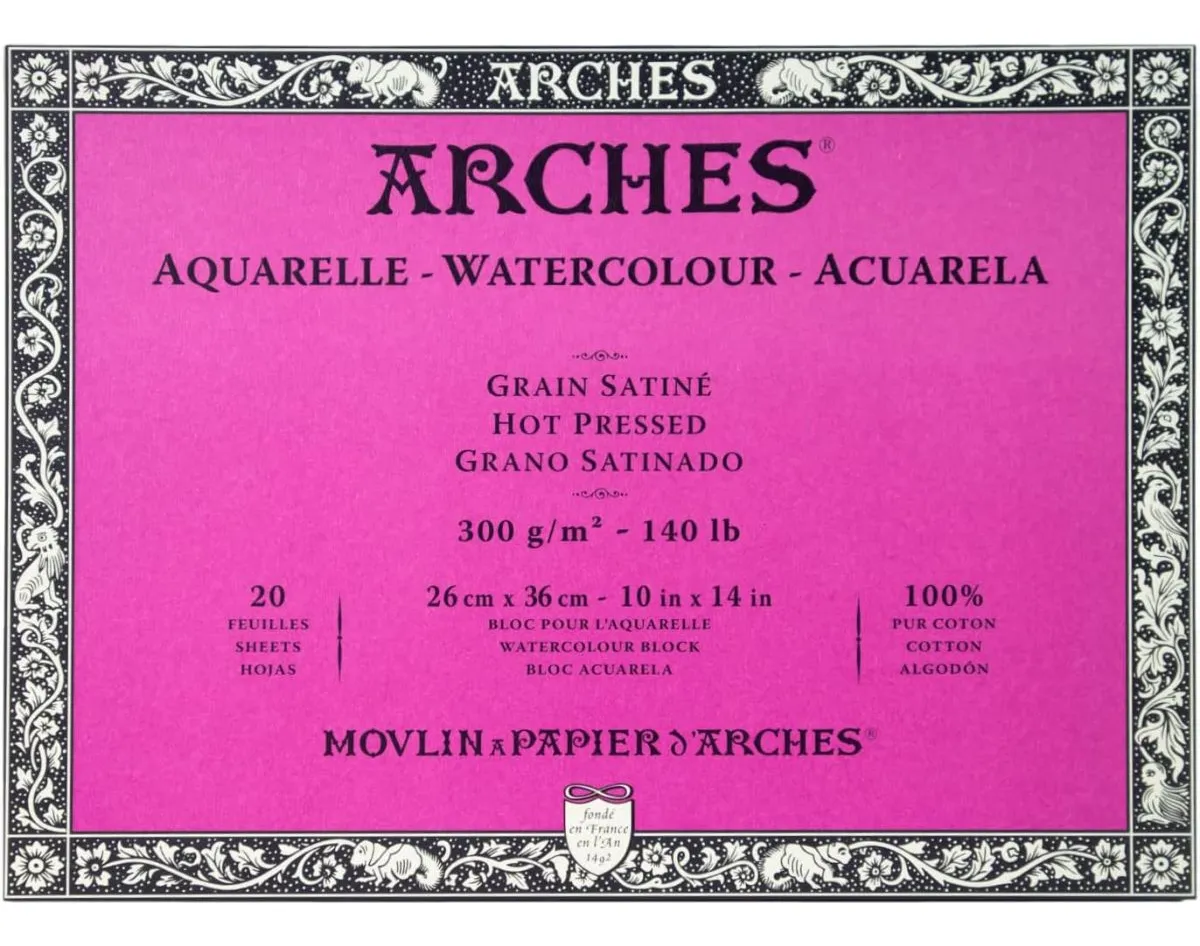 ARCHES
ARCHES®
AQUARELLE - WATERCOLOUR - ACUARELA
GRAIN SATINÉ
HOT PRESSED
GRANO SATINADO
300 g/m² - 140 lb
20
FEUILLES
SHEETS
HOJAS
26 cm x 36 cm - 10 in x 14 in
BLOC POUR L'AQUARELLE
WATERCOLOUR BLOCK
BLOC ACUARELA
100%
PUR COTON
COTTON
ALGODÓN
MOVLIN A PAPIER d'ARCHES®
fondé
en France
en l'An
1492